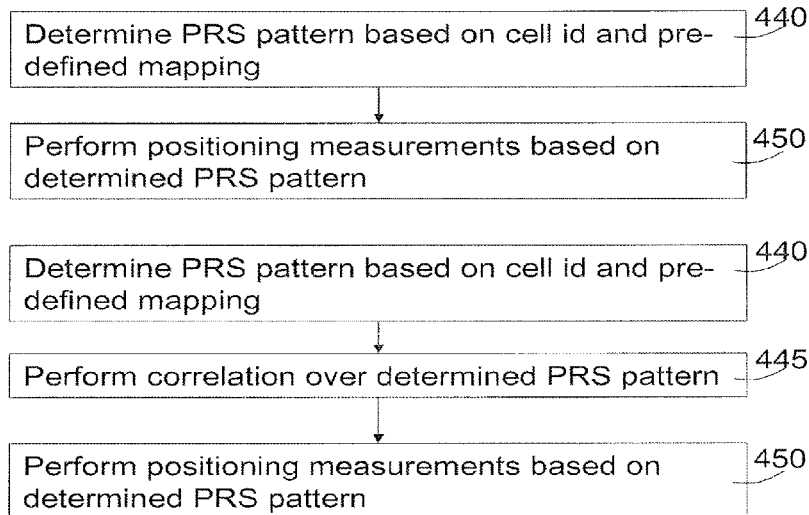 Determine PRS pattern based on cell id and pre-
defined mapping
440
Perform positioning measurements based on
determined PRS pattern
450
Determine PRS pattern based on cell id and pre-
defined mapping
440
Perform correlation over determined PRS pattern
445
Perform positioning measurements based on
determined PRS pattern
450